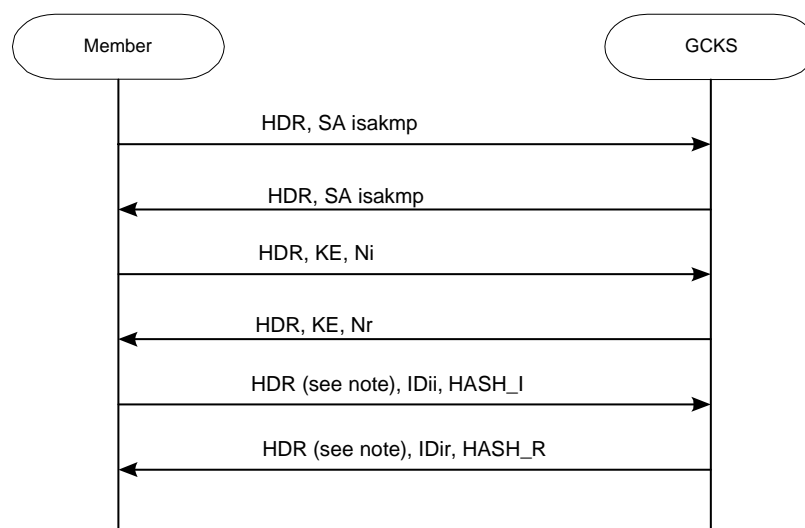 Member
GCKS
HDR, SA isakmp
HDR, SA isakmp
HDR, KE, Ni
HDR, KE, Nr
HDR (see note), IDii, HASH_I
HDR (see note), IDir, HASH_R